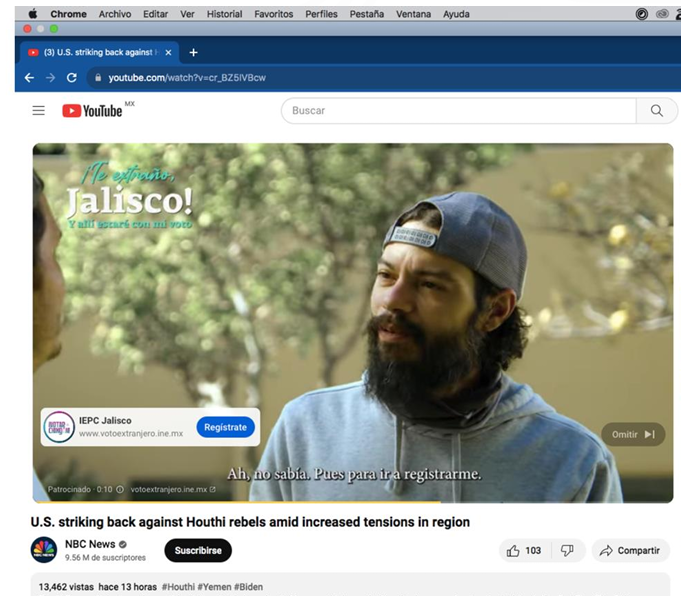 Chrome Archivo Editar Ver Historial Favoritos Perfiles Pestaña Ventana Ayuda
(3) U.S. striking back against H
youtube.com/watch?v=cr_BZ5IVBcw
YouTube MX
Buscar
¡Te extraño,
Jalisco!
Y allí estaré con mi voto
IEPC Jalisco
www.votoextranjero.ine.mx
Regístrate
Omitir
Ah, no sabía. Pues para ir a registrarme.
Patrocinado · 0:10 votoextranjero.ine.mx
U.S. striking back against Houthi rebels amid increased tensions in region
NBC News
9.56 M de suscriptores
Suscribirse
103
Compartir
13,462 vistas hace 13 horas #Houthi #Yemen #Biden